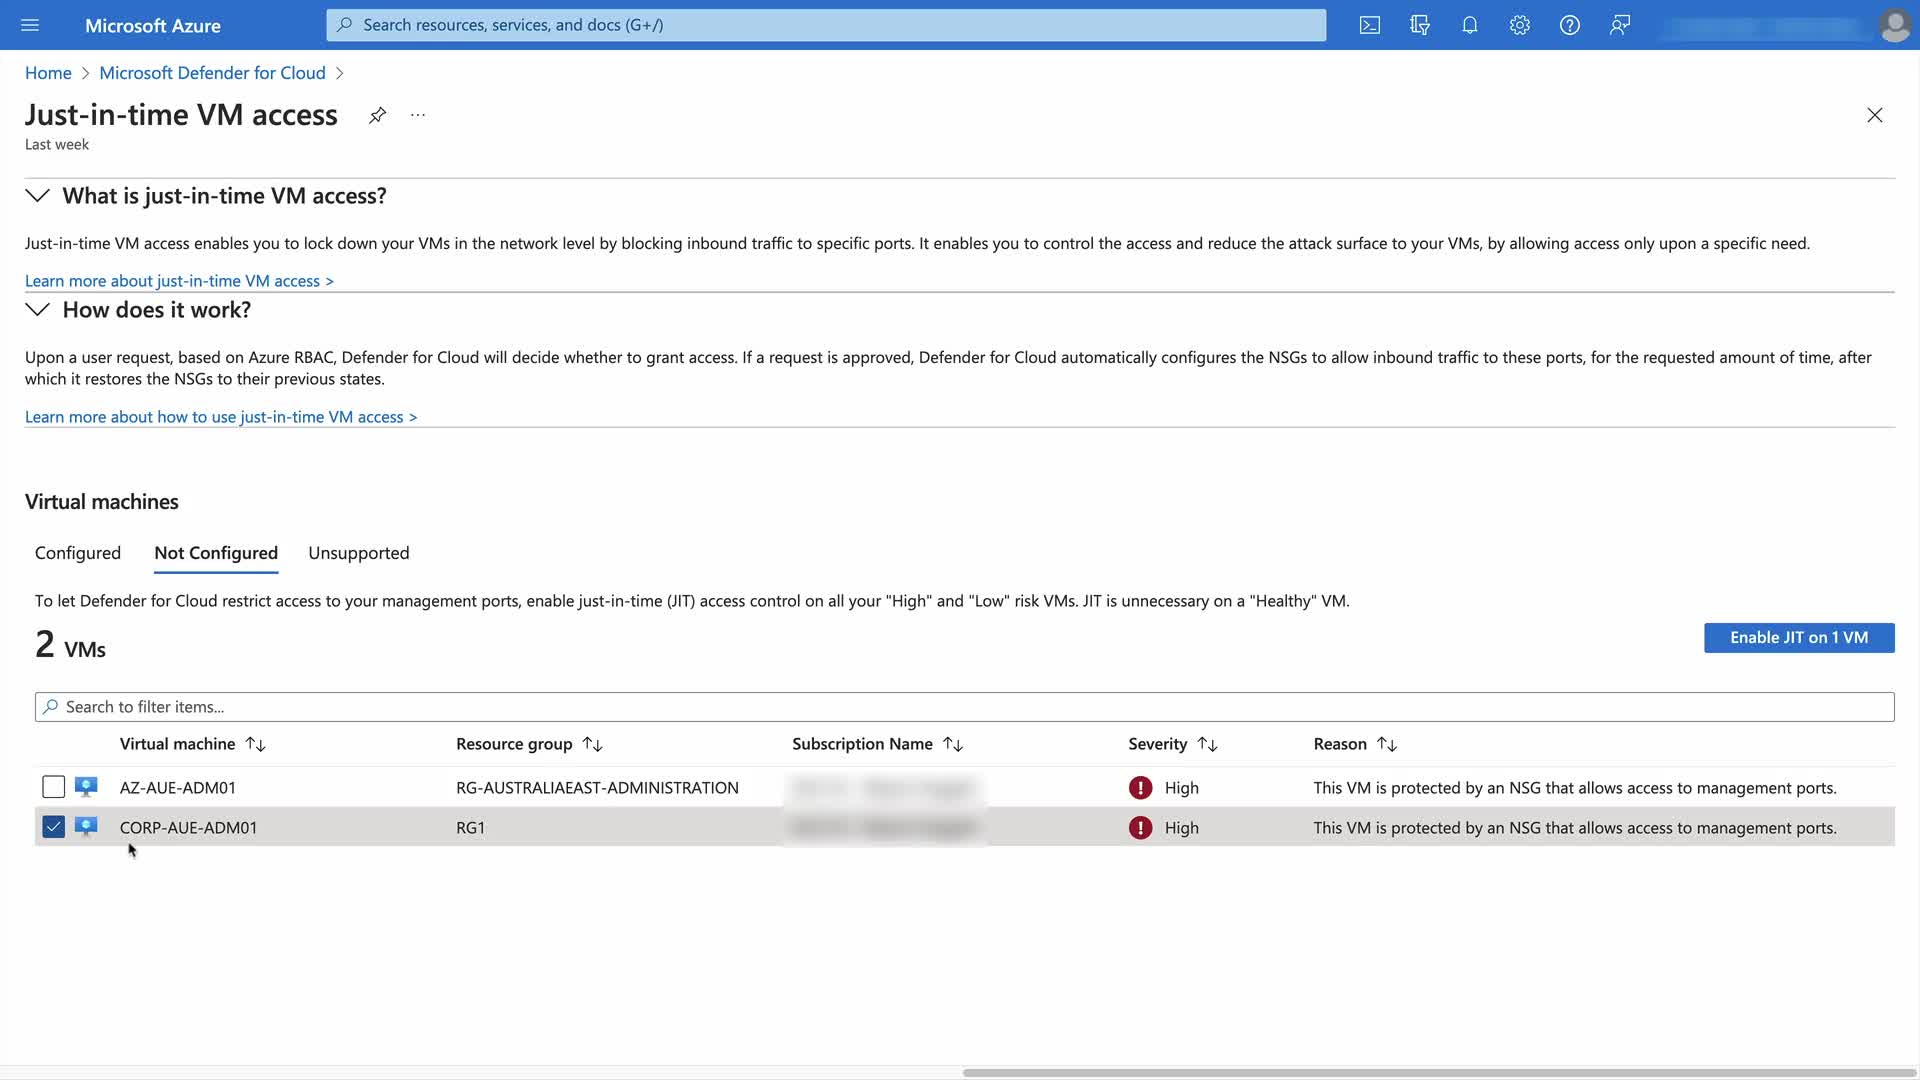 Microsoft Azure
Search resources, services, and docs (G+/)
Home > Microsoft Defender for Cloud >
Just-in-time VM access
...
Last week
What is just-in-time VM access?
Just-in-time VM access enables you to lock down your VMs in the network level by blocking inbound traffic to specific ports. It enables you to control the access and reduce the attack surface to your VMs, by allowing access only upon a specific need.
Learn more about just-in-time VM access >
How does it work?
Upon a user request, based on Azure RBAC, Defender for Cloud will decide whether to grant access. If a request is approved, Defender for Cloud automatically configures the NSGs to allow inbound traffic to these ports, for the requested amount of time, after
which it restores the NSGs to their previous states.
Learn more about how to use just-in-time VM access >
Virtual machines
Configured Not Configured Unsupported
To let Defender for Cloud restrict access to your management ports, enable just-in-time (JIT) access control on all your "High" and "Low" risk VMs. JIT is unnecessary on a "Healthy" VM.
2 VMs
Enable JIT on 1 VM
Search to filter items...
Virtual machine ↑↓ Resource group ↑↓ Subscription Name ↑↓ Severity ↑↓ Reason ↑↓
AZ-AUE-ADM01 RG-AUSTRALIAEAST-ADMINISTRATION High This VM is protected by an NSG that allows access to management ports.
CORP-AUE-ADM01 RG1 High This VM is protected by an NSG that allows access to management ports.